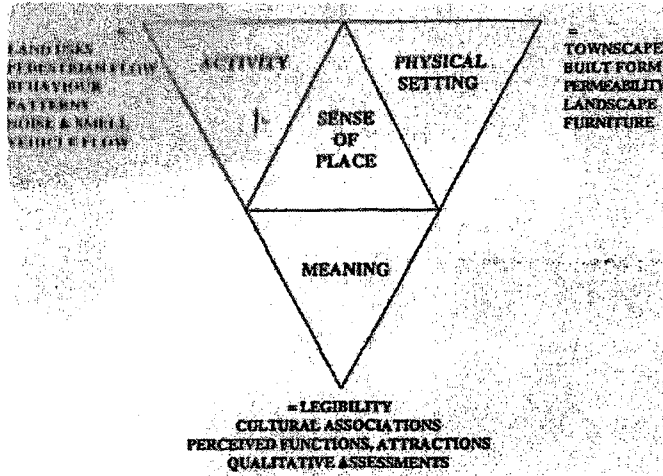 =
LAND USES
PEDESTRIAN FLOW
BEHAVIOUR
PATTERNS
NOISE & SMELL
VEHICLE FLOW
ACTIVITY
PHYSICAL
SETTING
=
TOWNSCAPE
BUILT FORM
PERMEABILITY
LANDSCAPE
FURNITURE
SENSE
OF
PLACE
MEANING
= LEGIBILITY
CULTURAL ASSOCIATIONS
PERCEIVED FUNCTIONS, ATTRACTIONS
QUALITATIVE ASSESSMENTS